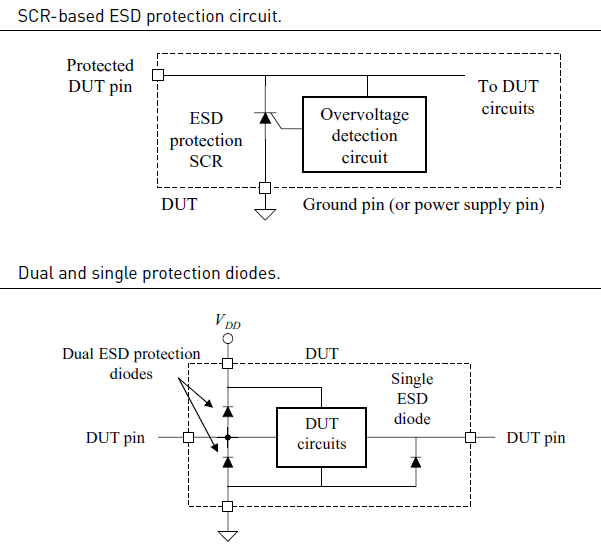 SCR-based ESD protection circuit.
Protected
DUT pin
To DUT
circuits
ESD
protection
SCR
Overvoltage
detection
circuit
DUT
Ground pin (or power supply pin)
Dual and single protection diodes.
VDD
Dual ESD protection
diodes
DUT
Single
ESD
diode
DUT pin
DUT
circuits
DUT pin